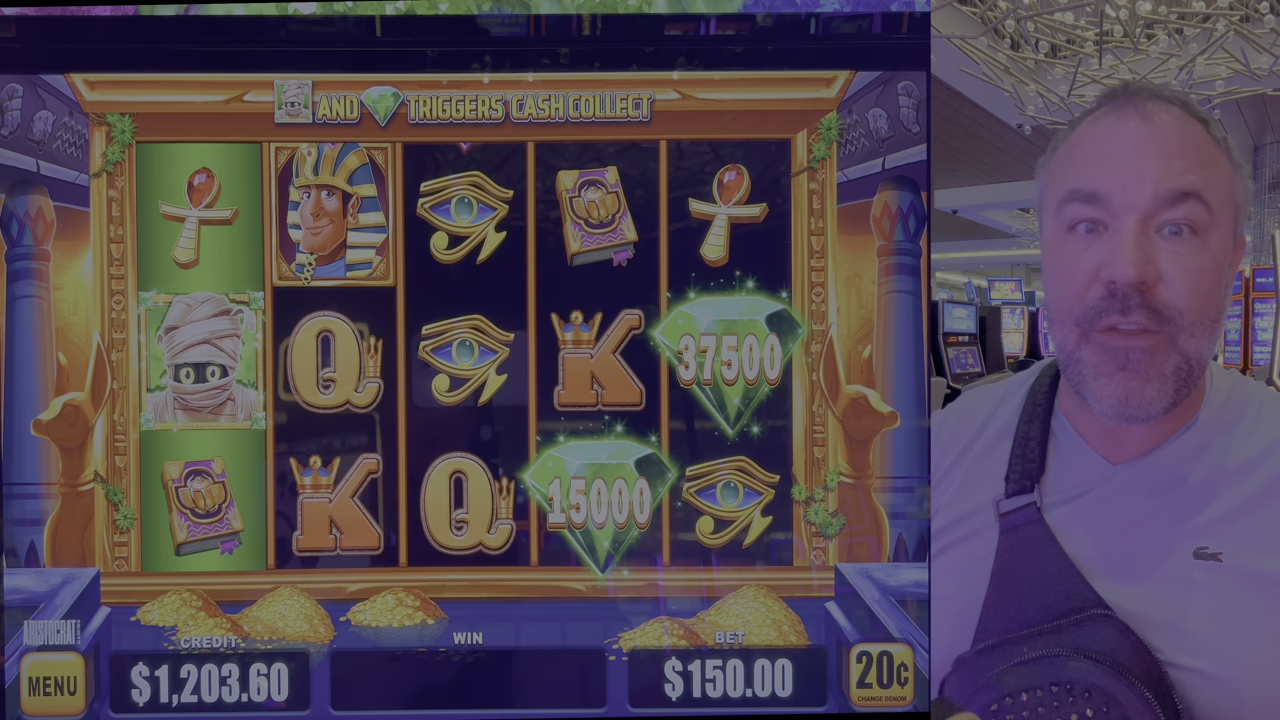 AND TRIGGERS CASH COLLECT
Q
K
37500
K
Q
15000
ARISTOCRAT GAMING
CREDIT
WIN
BET
MENU
$1,203.60
$150.00
20¢
CHANGE DENOM